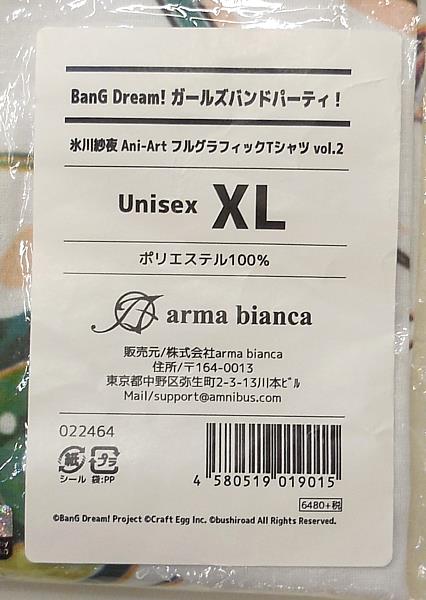 BanG Dream! ガールズバンドパーティ！
氷川紗夜 Ani-Art フルグラフィックTシャツ vol.2
Unisex XL
ポリエステル100%
arma bianca
販売元/株式会社arma bianca
住所/〒164-0013
東京都中野区弥生町2-3-13川本ﾋﾞﾙ
Mail/support@amnibus.com
022464
紙 プラ
シール 袋:PP
4 580519 019015
6480+税
©BanG Dream! Project ©Craft Egg Inc. ©bushiroad All Rights Reserved.